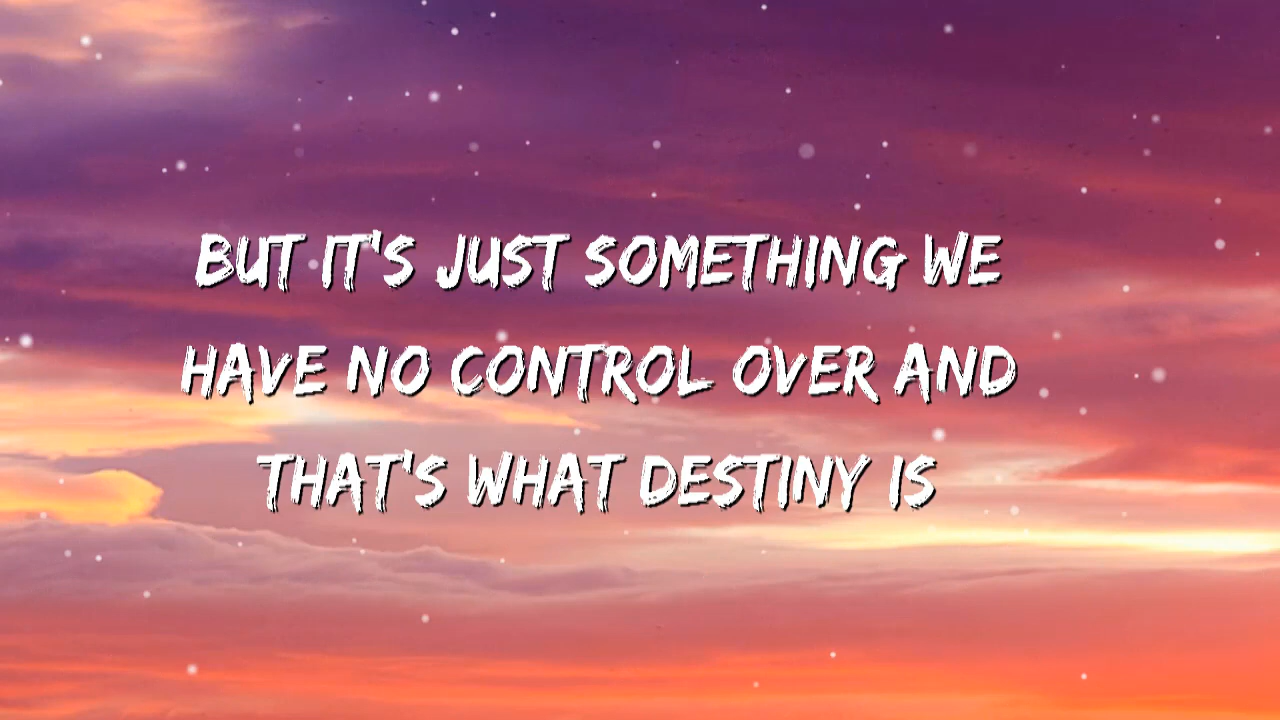 BUT IT'S JUST SOMETHING WE
HAVE NO CONTROL OVER AND
THAT'S WHAT DESTINY IS